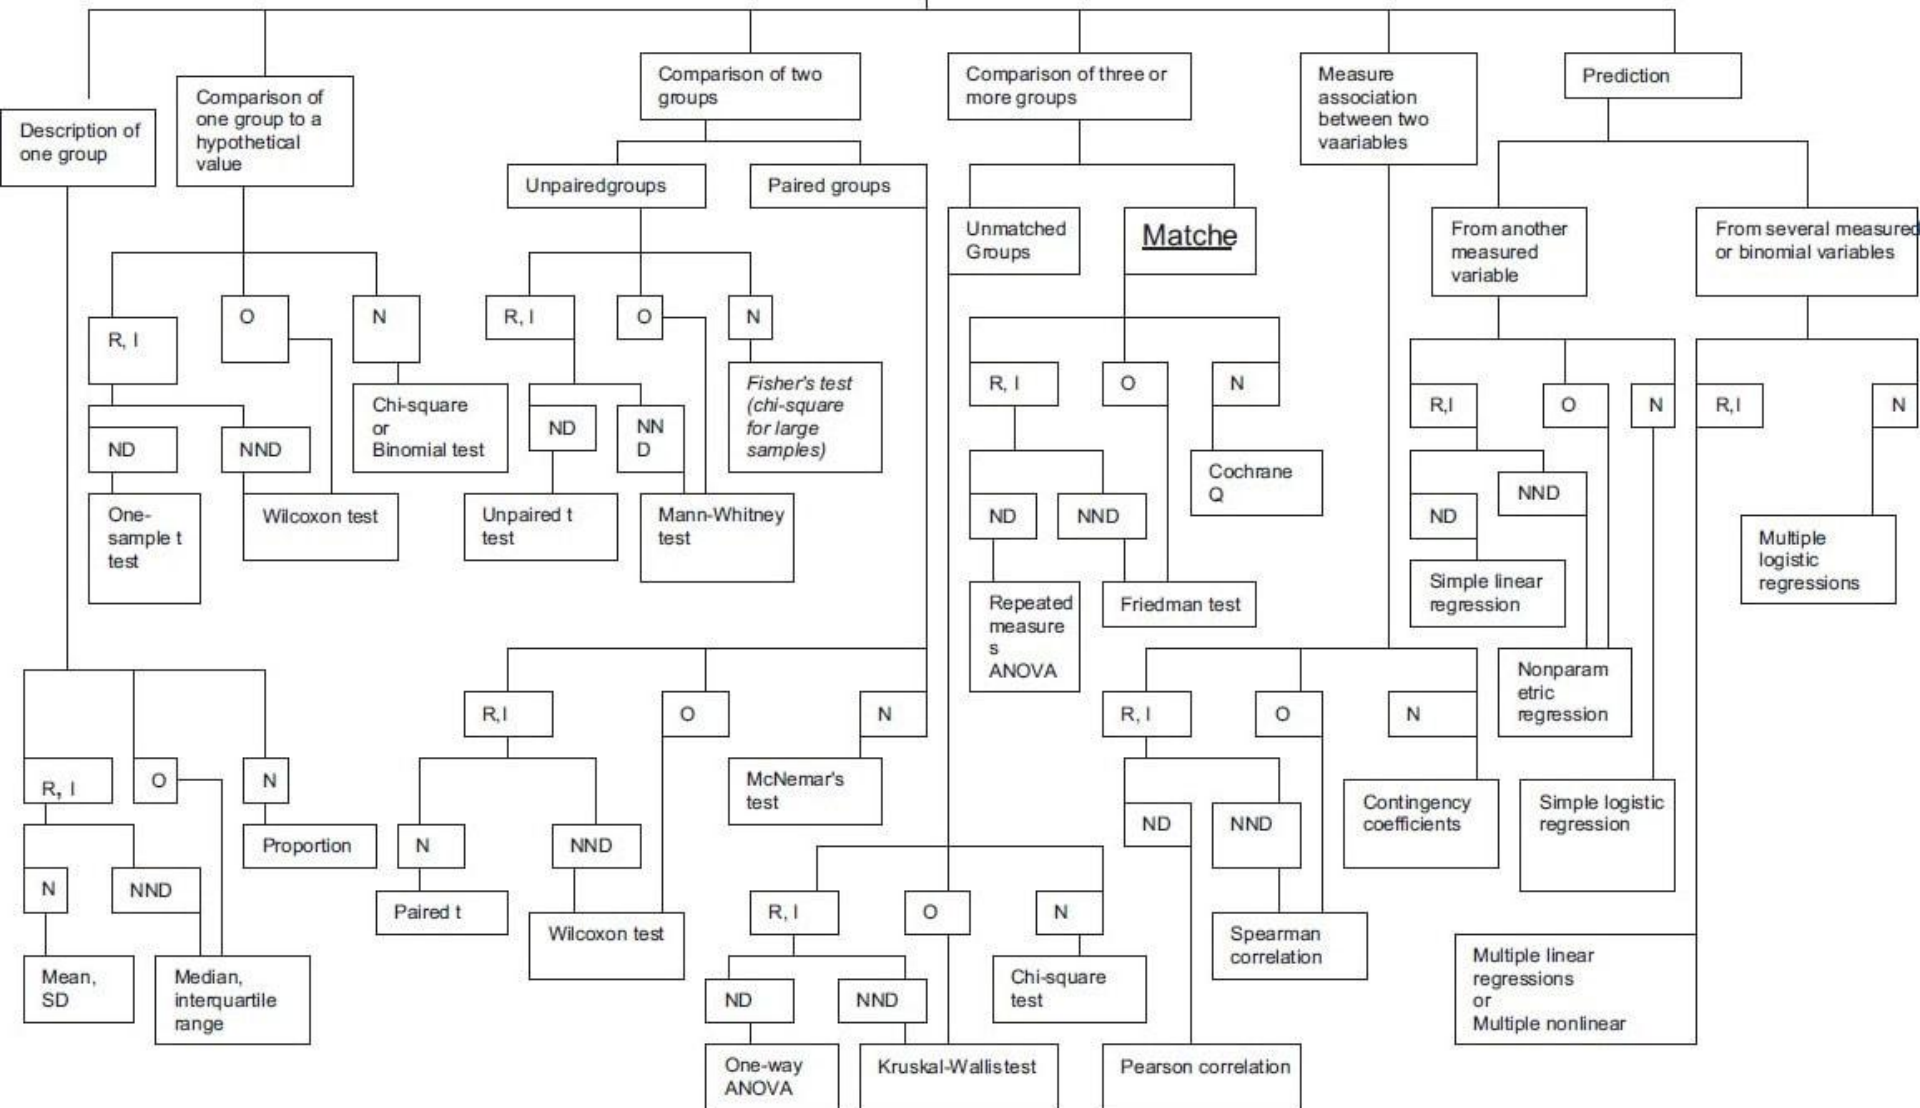 Comparison of two
groups
Comparison of three or
more groups
Measure
association
between two
vaariables
Prediction
Comparison of
one group to a
hypothetical
value
Description of
one group
Unpairedgroups
Paired groups
Unmatched
Groups
Matche
From another
measured
variable
From several measured
or binomial variables
R, I
O
N
R, I
O
N
Chi-square
or
Binomial test
ND
NND
One-
sample t
test
Wilcoxon test
ND
NN
D
Fisher's test
(chi-square
for large
samples)
Unpaired t
test
Mann-Whitney
test
R, I
O
N
Cochrane
Q
ND
NND
Repeated
measure
s
ANOVA
Friedman test
R,I
O
N
ND
NND
Simple linear
regression
Nonparam
etric
regression
Simple logistic
regression
R,I
N
Multiple
logistic
regressions
Multiple linear
regressions
or
Multiple nonlinear
R, I
O
N
Proportion
N
NND
Mean,
SD
Median,
interquartile
range
R,I
O
N
McNemar's
test
N
NND
Paired t
Wilcoxon test
R, I
O
N
ND
NND
Chi-square
test
One-way
ANOVA
Kruskal-Wallistest
R, I
O
N
ND
NND
Contingency
coefficients
Spearman
correlation
Pearson correlation